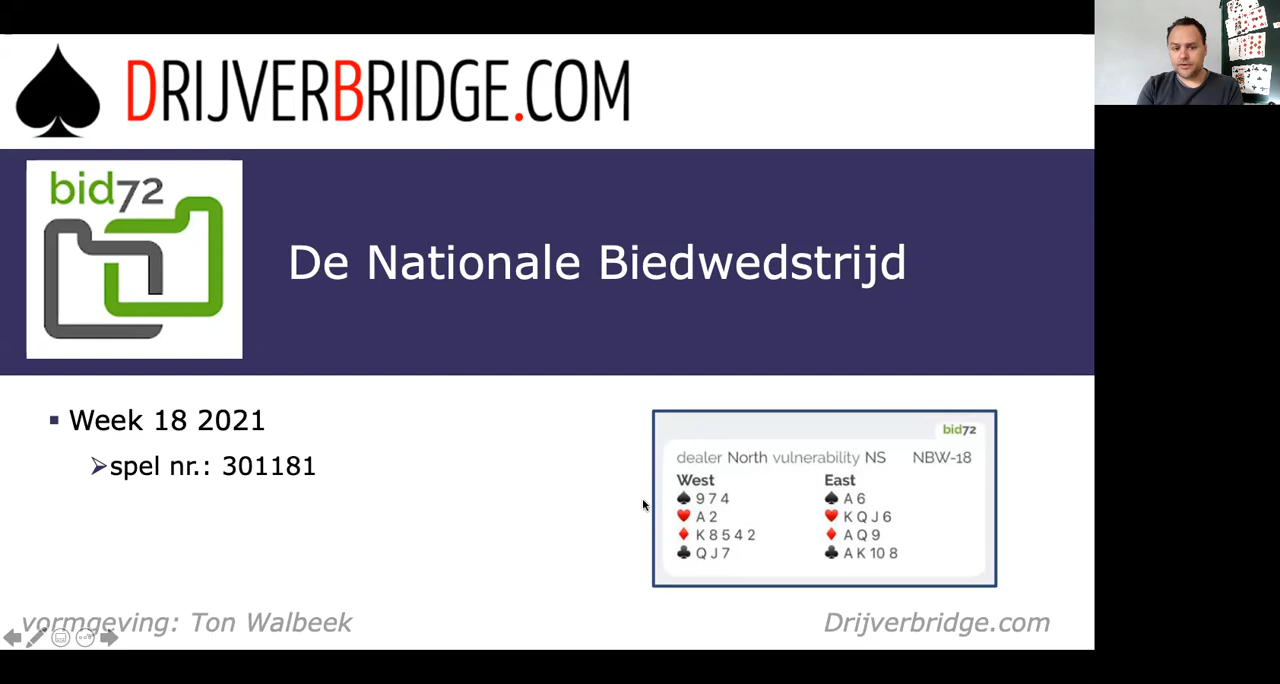 DRIJVERBRIDGE.COM
bid72
De Nationale Biedwedstrijd
Week 18 2021
spel nr.: 301181
bid72
dealer North vulnerability NS NBW-18
West East
♠ 9 7 4 ♠ A 6
♥ A 2 ♥ K Q J 6
♦ K 8 5 4 2 ♦ A Q 9
♣ Q J 7 ♣ A K 10 8
vormgeving: Ton Walbeek Drijverbridge.com